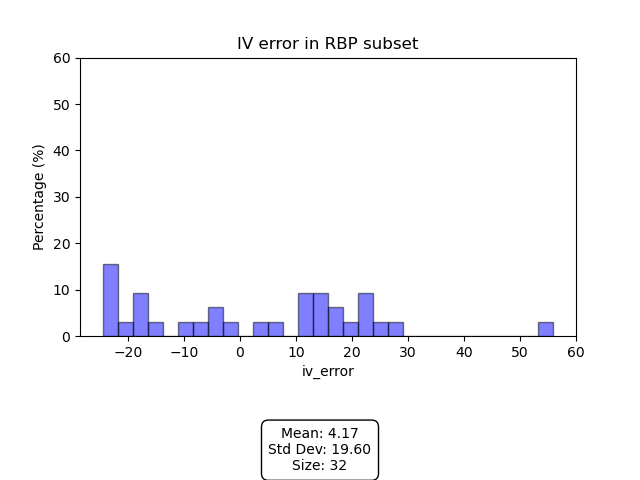 IV error in RBP subset
60
50
40
30
20
10
0
Percentage (%)
−20 −10 0 10 20 30 40 50 60
iv_error
Mean: 4.17
Std Dev: 19.60
Size: 32